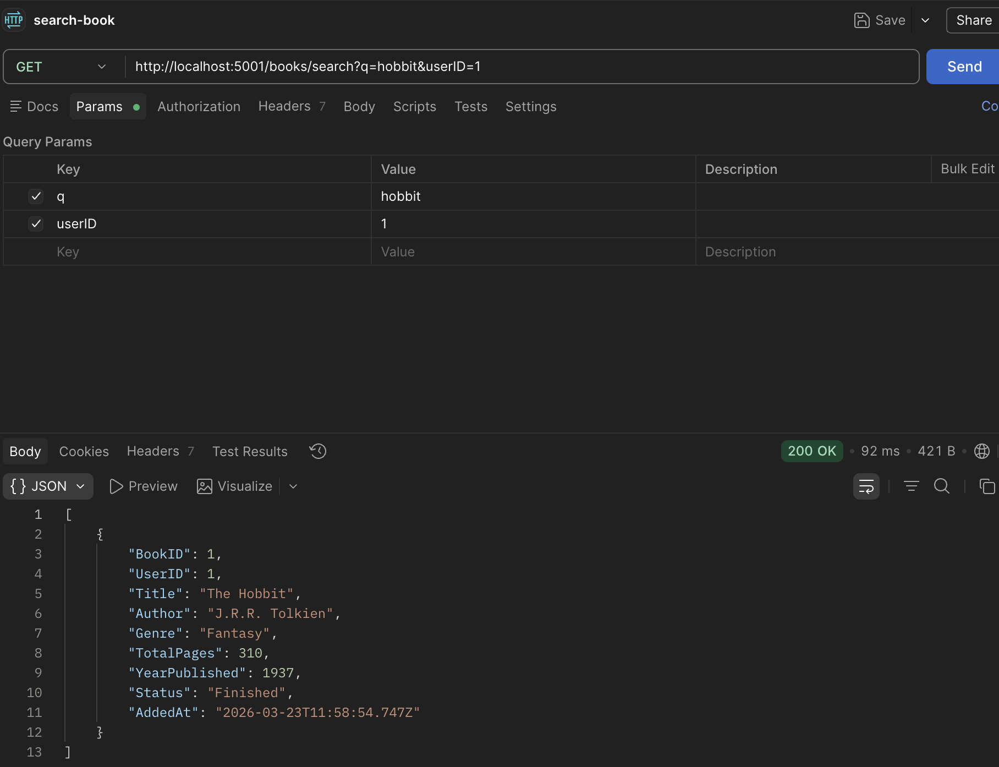 HTTP search-book Save Share
GET http://localhost:5001/books/search?q=hobbit&userID=1 Send
Docs Params Authorization Headers 7 Body Scripts Tests Settings Co
Query Params
Key Value Description Bulk Edit
q hobbit
userID 1
Key Value Description
Body Cookies Headers 7 Test Results 200 OK • 92 ms • 421 B •
{} JSON Preview Visualize
1 [
2 {
3 "BookID": 1,
4 "UserID": 1,
5 "Title": "The Hobbit",
6 "Author": "J.R.R. Tolkien",
7 "Genre": "Fantasy",
8 "TotalPages": 310,
9 "YearPublished": 1937,
10 "Status": "Finished",
11 "AddedAt": "2026-03-23T11:58:54.747Z"
12 }
13 ]